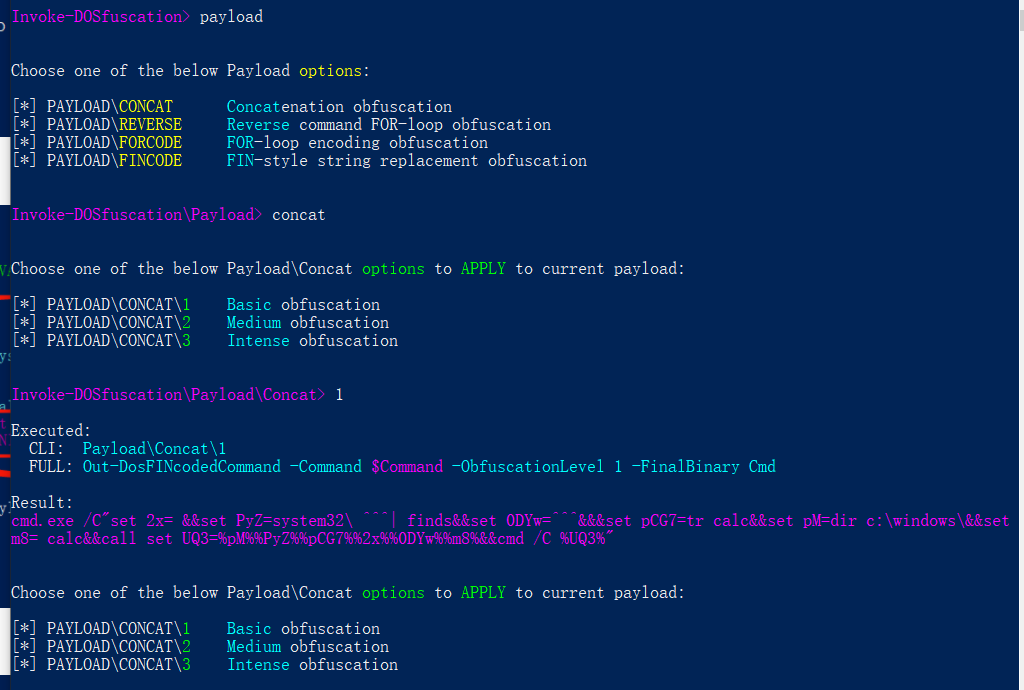 Invoke-DOSfuscation> payload
Choose one of the below Payload options:
[*] PAYLOAD\CONCAT Concatenation obfuscation
[*] PAYLOAD\REVERSE Reverse command FOR-loop obfuscation
[*] PAYLOAD\FORCODE FOR-loop encoding obfuscation
[*] PAYLOAD\FINCODE FIN-style string replacement obfuscation
Invoke-DOSfuscation\Payload> concat
Choose one of the below Payload\Concat options to APPLY to current payload:
[*] PAYLOAD\CONCAT\1 Basic obfuscation
[*] PAYLOAD\CONCAT\2 Medium obfuscation
[*] PAYLOAD\CONCAT\3 Intense obfuscation
Invoke-DOSfuscation\Payload\Concat> 1
Executed:
CLI: Payload\Concat\1
FULL: Out-DosFINcodedCommand -Command $Command -ObfuscationLevel 1 -FinalBinary Cmd
Result:
cmd.exe /C"set 2x= &&set PyZ=system32\ ^^^| finds&&set ODYw=^^^&&&set pCG7=tr calc&&set pM=dir c:\windows\&&set
m8= calc&&call set UQ3=%pM%%PyZ%%pCG7%%2x%%ODYw%%m8%&&cmd /C %UQ3%"
Choose one of the below Payload\Concat options to APPLY to current payload:
[*] PAYLOAD\CONCAT\1 Basic obfuscation
[*] PAYLOAD\CONCAT\2 Medium obfuscation
[*] PAYLOAD\CONCAT\3 Intense obfuscation